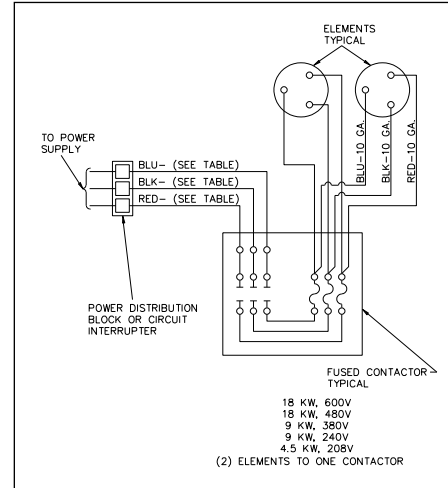 ELEMENTS
TYPICAL
TO POWER
SUPPLY
BLU- (SEE TABLE)
BLK- (SEE TABLE)
RED- (SEE TABLE)
BLU-10 GA.
BLK-10 GA.
RED-10 GA.
POWER DISTRIBUTION
BLOCK OR CIRCUIT
INTERRUPTER
FUSED CONTACTOR
TYPICAL
18 KW, 600V
18 KW, 480V
9 KW, 380V
9 KW, 240V
4.5 KW, 208V
(2) ELEMENTS TO ONE CONTACTOR